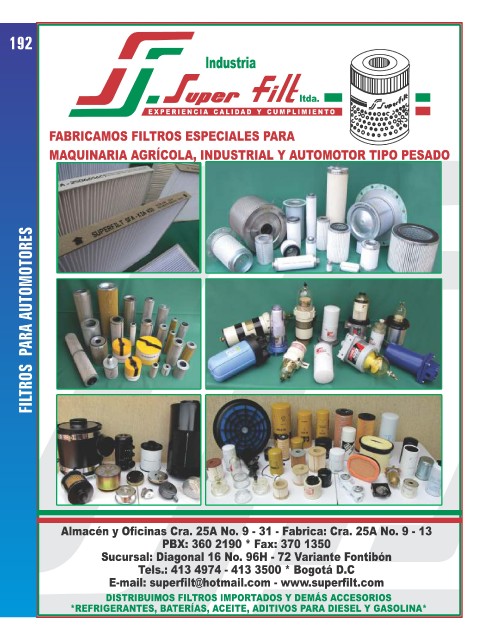 192
FILTROS PARA AUTOMOTORES
Industria
Super Filt ltda.
EXPERIENCIA CALIDAD Y CUMPLIMIENTO
Superfilt
FABRICAMOS FILTROS ESPECIALES PARA
MAQUINARIA AGRÍCOLA, INDUSTRIAL Y AUTOMOTOR TIPO PESADO
SUPERFILT
Almacén y Oficinas Cra. 25A No. 9 - 31 - Fabrica: Cra. 25A No. 9 - 13
PBX: 360 2190 * Fax: 370 1350
Sucursal: Diagonal 16 No. 96H - 72 Variante Fontibón
Tels.: 413 4974 - 413 3500 * Bogotá D.C
E-mail: superfilt@hotmail.com - www.superfilt.com
DISTRIBUIMOS FILTROS IMPORTADOS Y DEMÁS ACCESORIOS
*REFRIGERANTES, BATERÍAS, ACEITE, ADITIVOS PARA DIESEL Y GASOLINA*